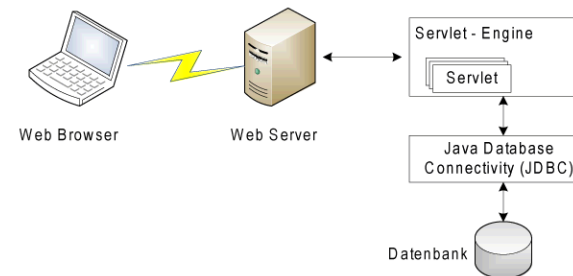 Servlet - Engine
Servlet
Web Browser
Web Server
Java Database
Connectivity (JDBC)
Datenbank